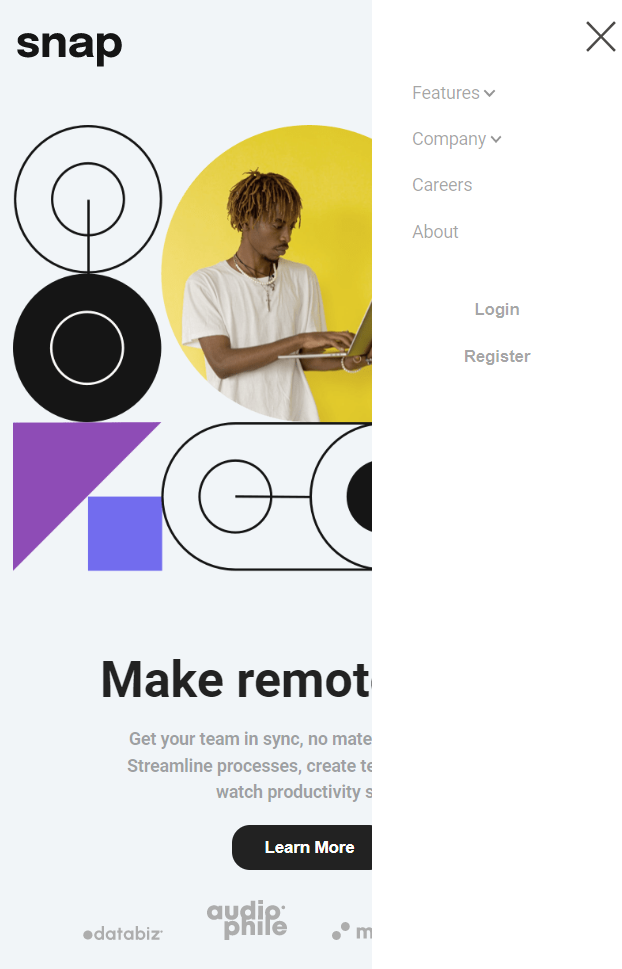 snap
Features
Company
Careers
About
Login
Register
Make remot
Get your team in sync, no mate
Streamline processes, create te
watch productivity s
Learn More
databiz
audio
phile
m